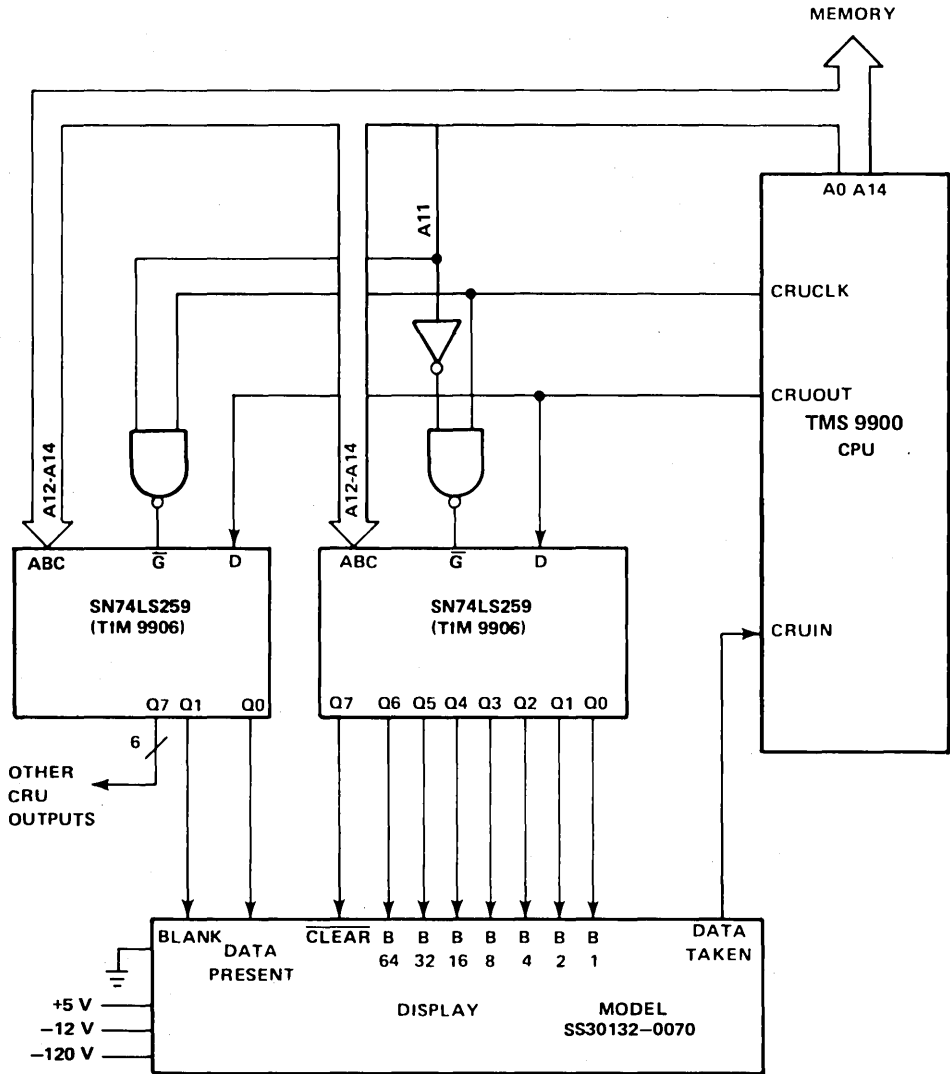 MEMORY
A0 A14
A11
CRUCLK
CRUOUT
TMS 9900
CPU
A12-A14
A12-A14
ABC
G
D
ABC
G
D
SN74LS259
(TIM 9906)
SN74LS259
(TIM 9906)
CRUIN
Q7 Q1 Q0
Q7 Q6 Q5 Q4 Q3 Q2 Q1 Q0
6
OTHER
CRU
OUTPUTS
BLANK
DATA
PRESENT
CLEAR
B B B B B B B
64 32 16 8 4 2 1
DATA
TAKEN
+5 V
–12 V
–120 V
DISPLAY
MODEL
SS30132–0070